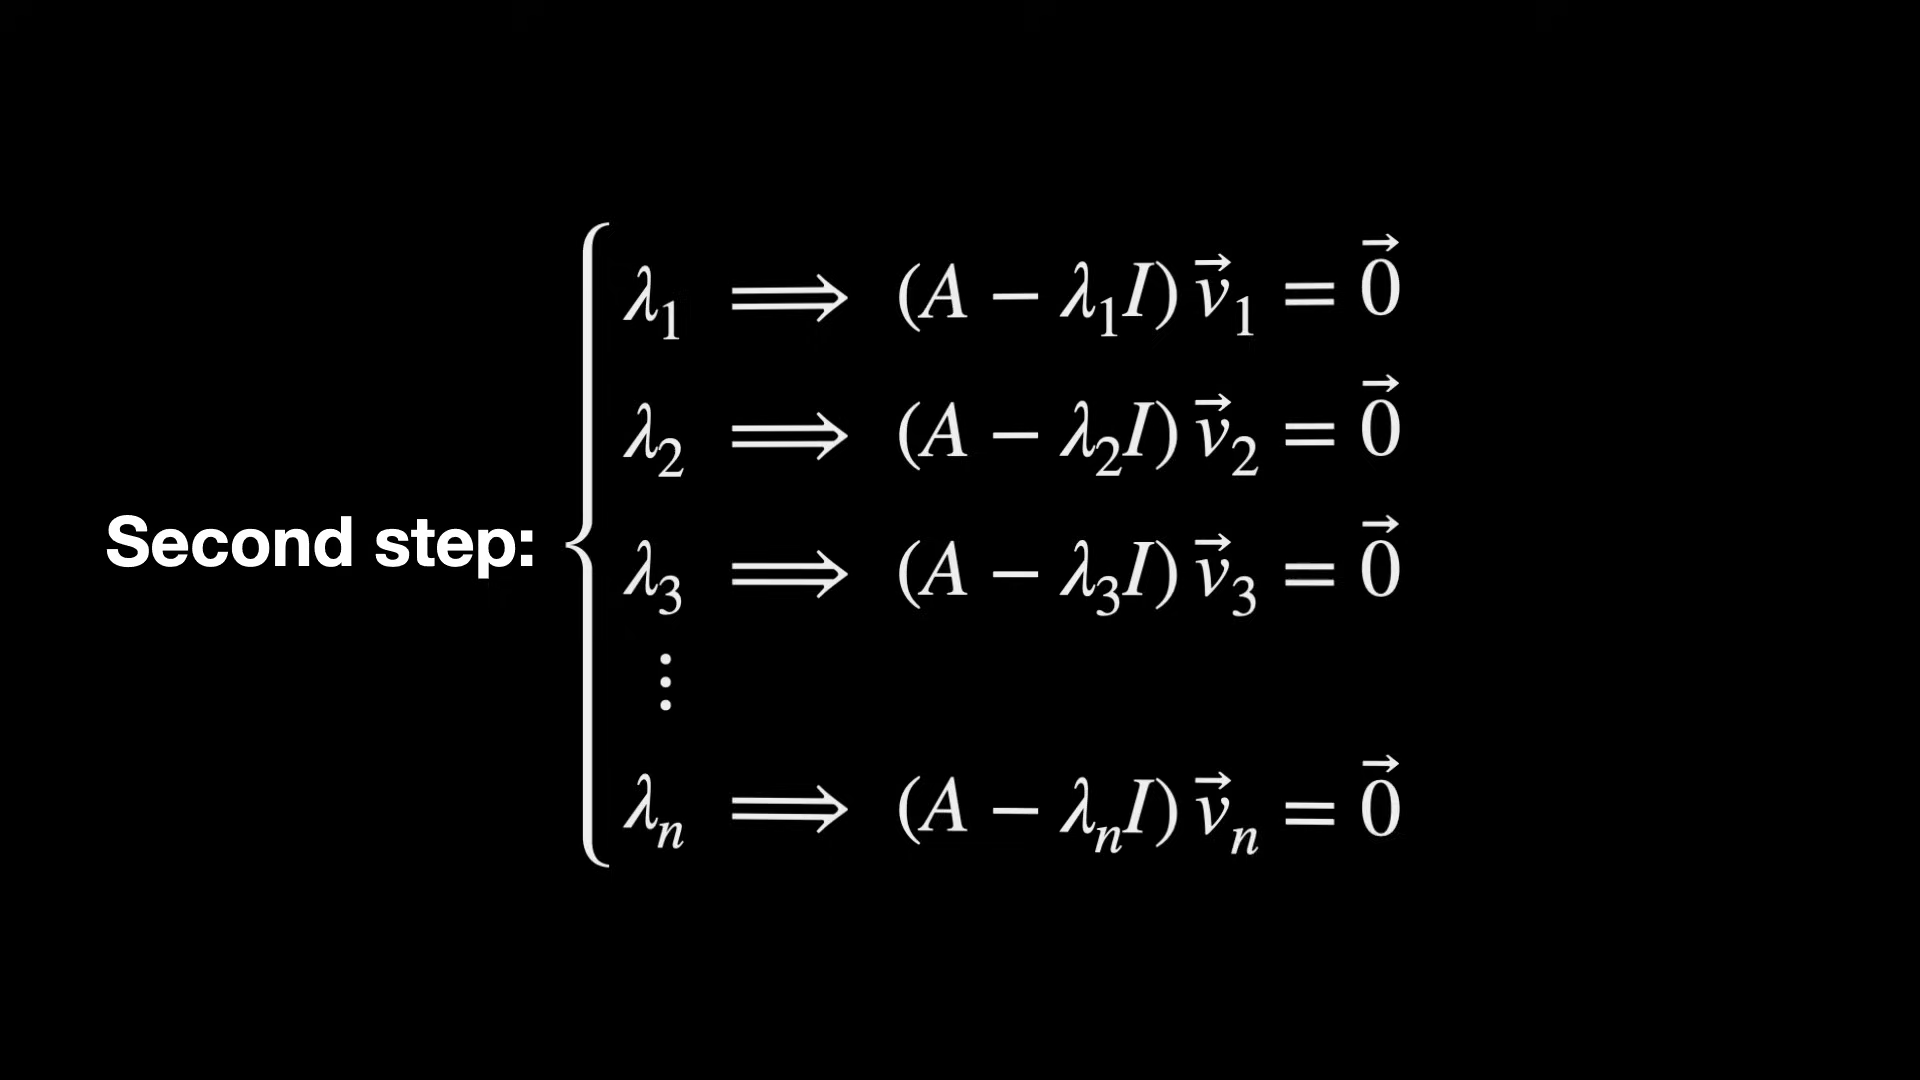 λ₁ ⟹ (A − λ₁I) v⃗₁ = 0⃗
λ₂ ⟹ (A − λ₂I) v⃗₂ = 0⃗
Second step: λ₃ ⟹ (A − λ₃I) v⃗₃ = 0⃗
⋮
λₙ ⟹ (A − λₙI) v⃗ₙ = 0⃗